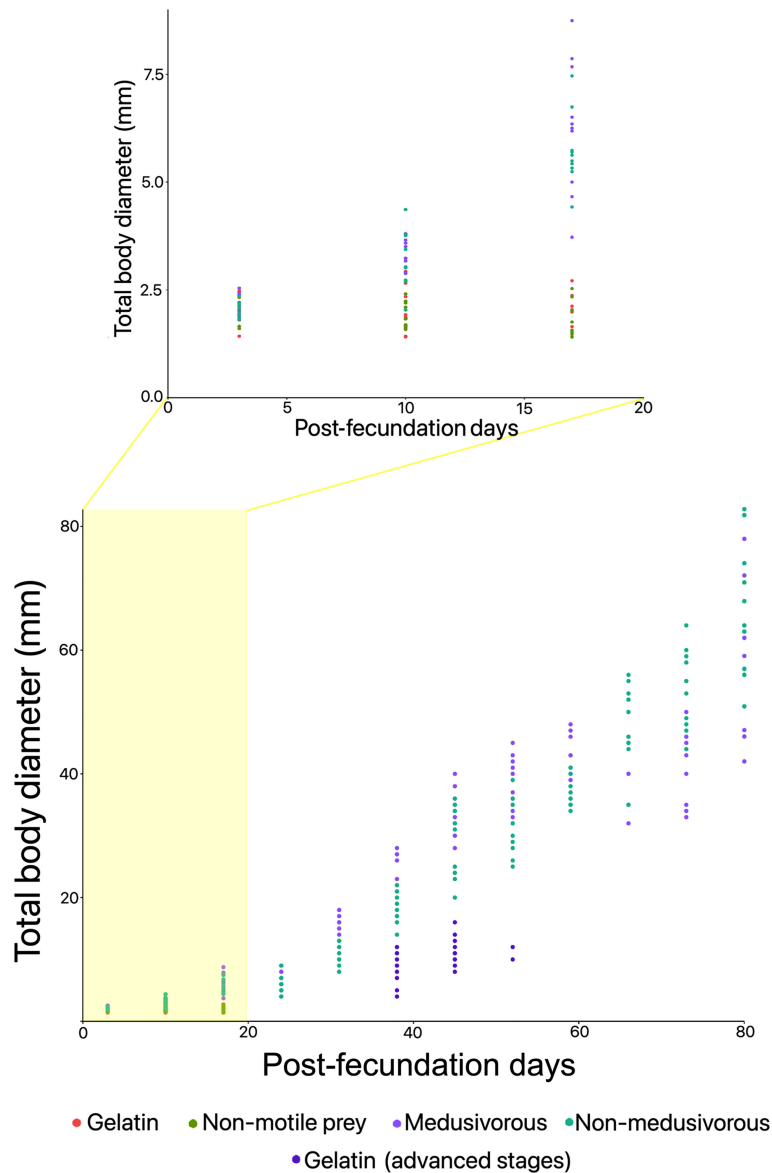 7.5
5.0
2.5
0.0
Total body diameter (mm)
0 5 10 15 20
Post-fecundation days
80
60
40
20
Total body diameter (mm)
0 20 40 60 80
Post-fecundation days
Gelatin Non-motile prey Medusivorous Non-medusivorous
Gelatin (advanced stages)